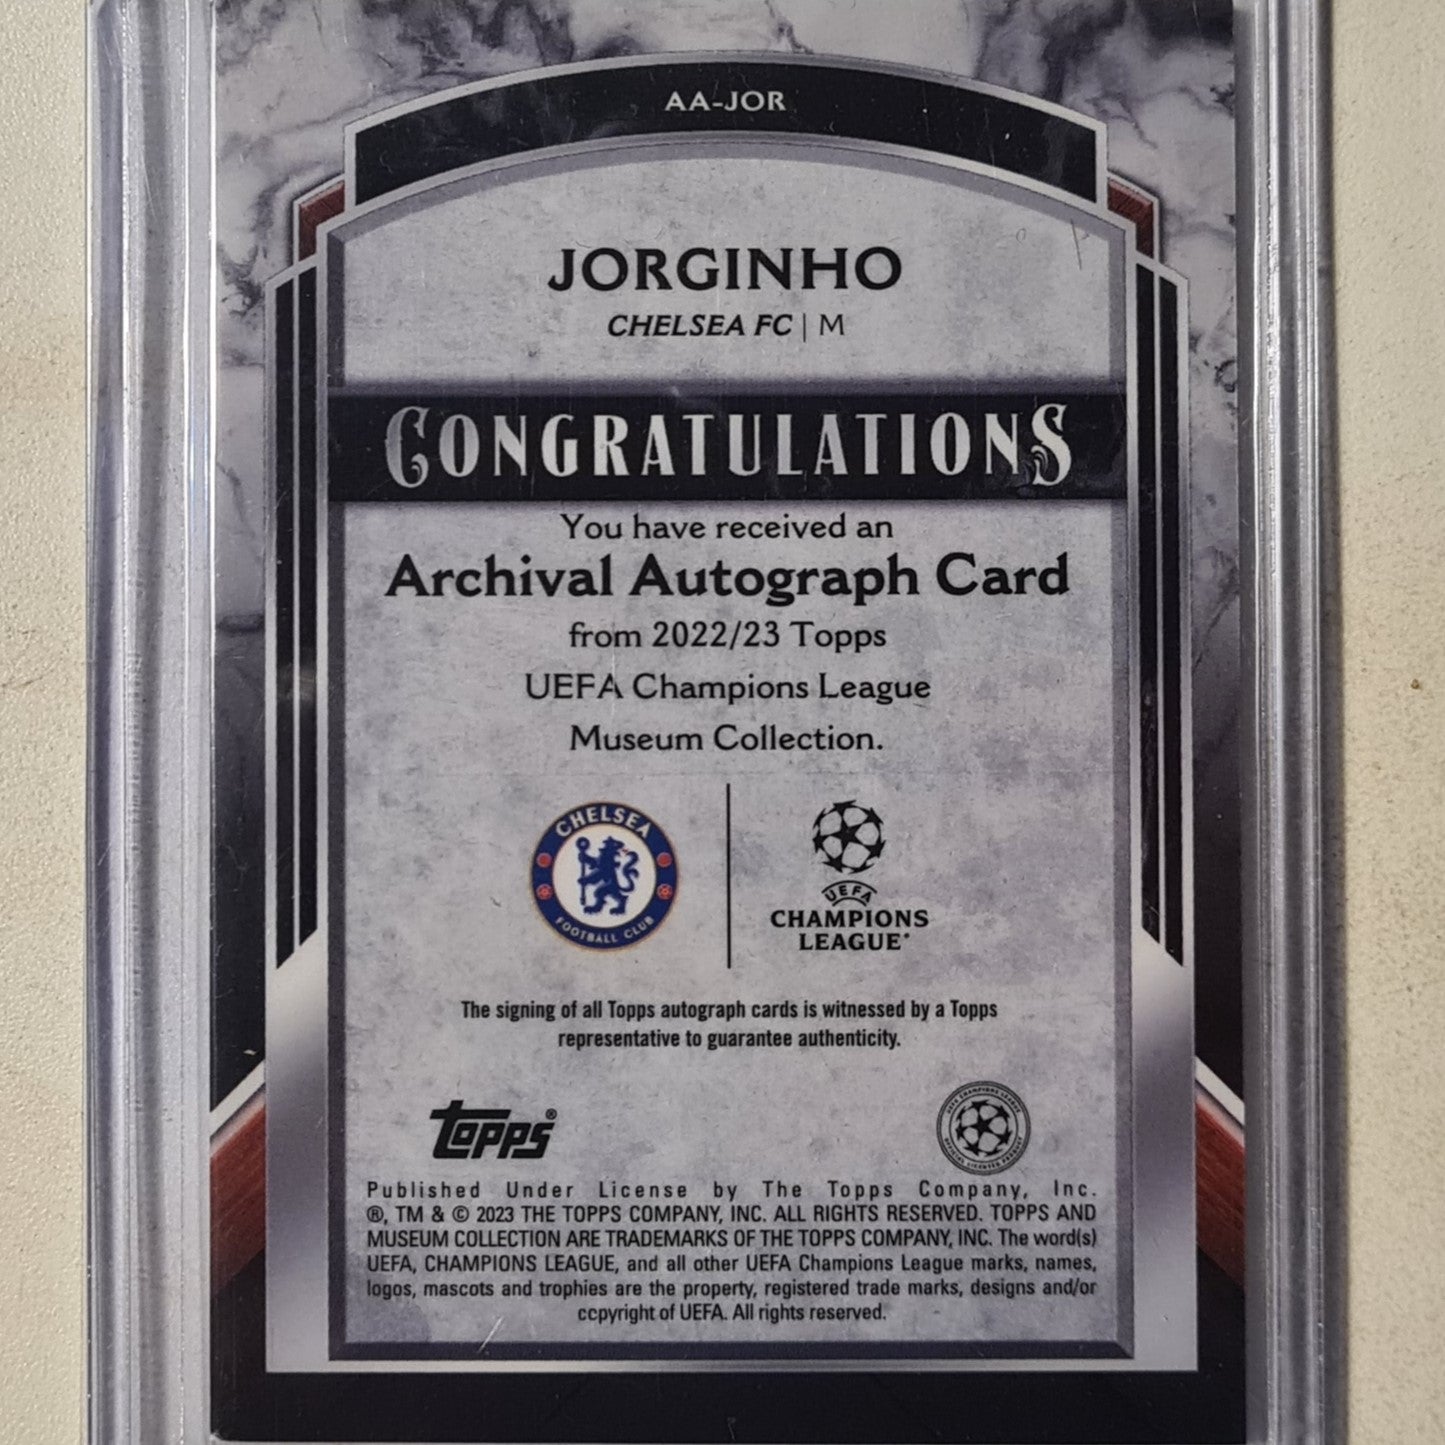 AA-JOR
JORGINHO
CHELSEA FC | M
CONGRATULATIONS
You have received an
Archival Autograph Card
from 2022/23 Topps
UEFA Champions League
Museum Collection.
CHELSEA
FOOTBALL CLUB
UEFA
CHAMPIONS
LEAGUE
The signing of all Topps autograph cards is witnessed by a Topps
representative to guarantee authenticity.
Topps®
Published Under License by The Topps Company, Inc.
®, TM & © 2023 THE TOPPS COMPANY, INC. ALL RIGHTS RESERVED. TOPPS AND
MUSEUM COLLECTION ARE TRADEMARKS OF THE TOPPS COMPANY, INC. The word(s)
UEFA, CHAMPIONS LEAGUE, and all other UEFA Champions League marks, names,
logos, mascots and trophies are the property, registered trade marks, designs and/or
copyright of UEFA. All rights reserved.